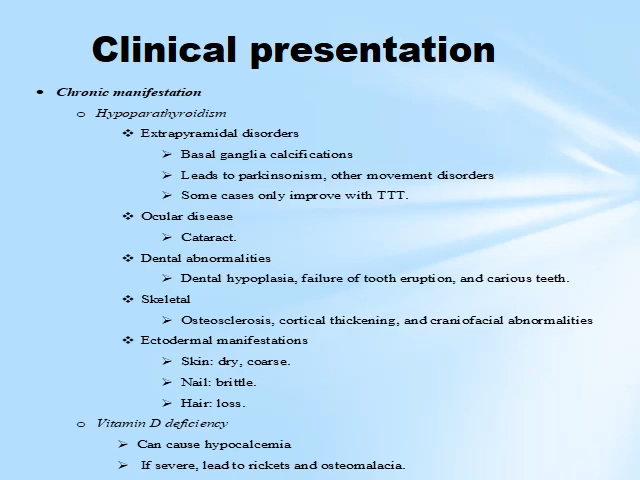 Clinical presentation
• Chronic manifestation
o Hypoparathyroidism
❖ Extrapyramidal disorders
➢ Basal ganglia calcifications
➢ Leads to parkinsonism, other movement disorders
➢ Some cases only improve with TTT.
❖ Ocular disease
➢ Cataract.
❖ Dental abnormalities
➢ Dental hypoplasia, failure of tooth eruption, and carious teeth.
❖ Skeletal
➢ Osteosclerosis, cortical thickening, and craniofacial abnormalities
❖ Ectodermal manifestations
➢ Skin: dry, coarse.
➢ Nail: brittle.
➢ Hair: loss.
o Vitamin D deficiency
➢ Can cause hypocalcemia
➢ If severe, lead to rickets and osteomalacia.